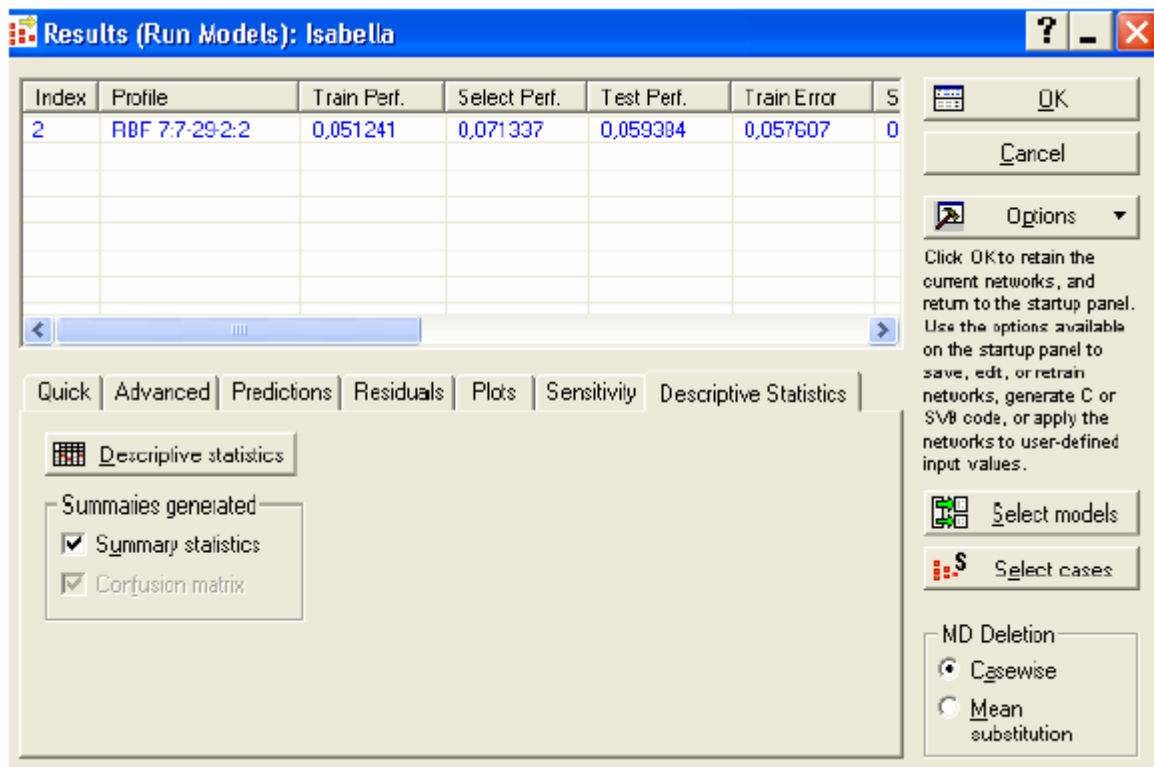 Results (Run Models): Isabella
Index Profile Train Perf. Select Perf. Test Perf. Train Error S
2 RBF 7:7-29-2:2 0,051241 0,071337 0,059384 0,057607 0
OK
Cancel
Options
Click OK to retain the
current networks, and
return to the startup panel.
Use the options available
on the startup panel to
save, edit, or retrain
networks, generate C or
SVB code, or apply the
networks to user-defined
input values.
Quick Advanced Predictions Residuals Plots Sensitivity Descriptive Statistics
Descriptive statistics
Summaries generated
Summary statistics
Confusion matrix
Select models
Select cases
MD Deletion
Casewise
Mean
substitution